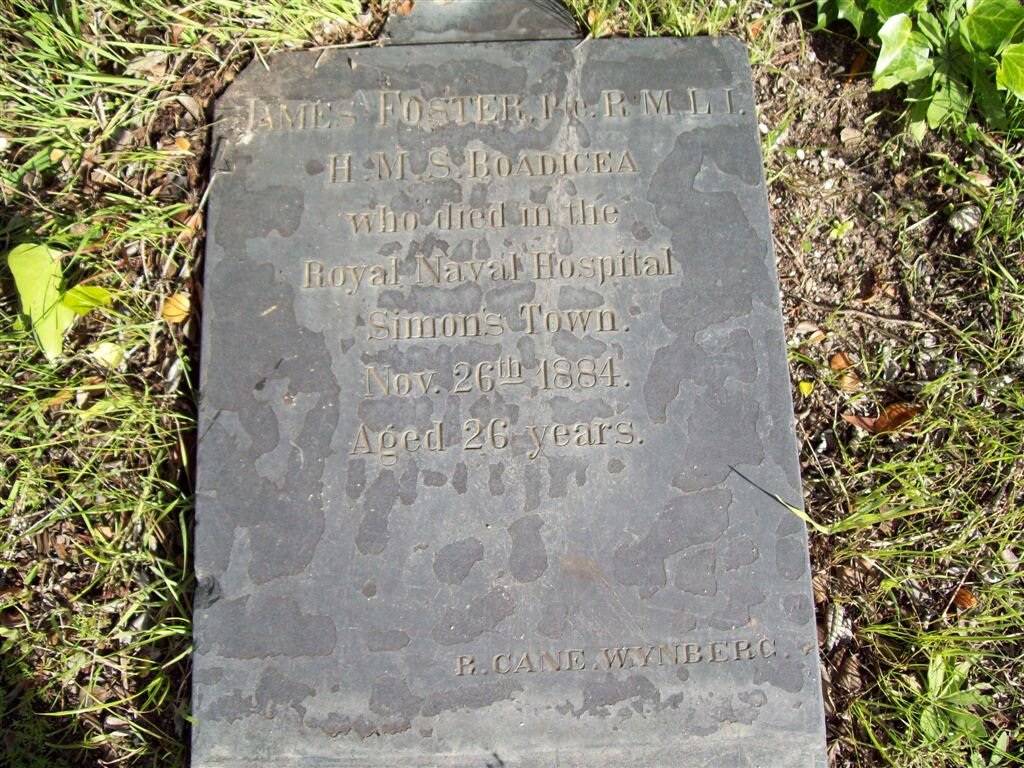 JAMES FOSTER, Pte. R.M.L.I.
H.M.S. BOADICEA
who died in the
Royal Naval Hospital
Simon's Town.
Nov. 26th 1884.
Aged 26 years.
R. CANE. WYNBERG.